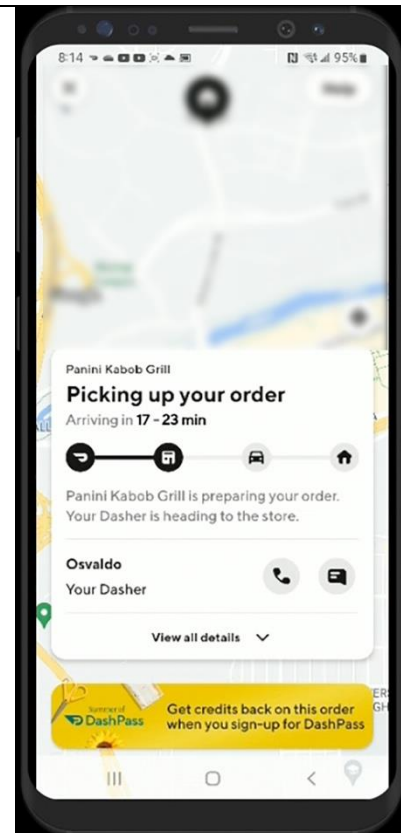 8:14
95%
Help
Panini Kabob Grill
Picking up your order
Arriving in 17 - 23 min
Panini Kabob Grill is preparing your order.
Your Dasher is heading to the store.
Osvaldo
Your Dasher
View all details
Summer of
DashPass
Get credits back on this order
when you sign-up for DashPass